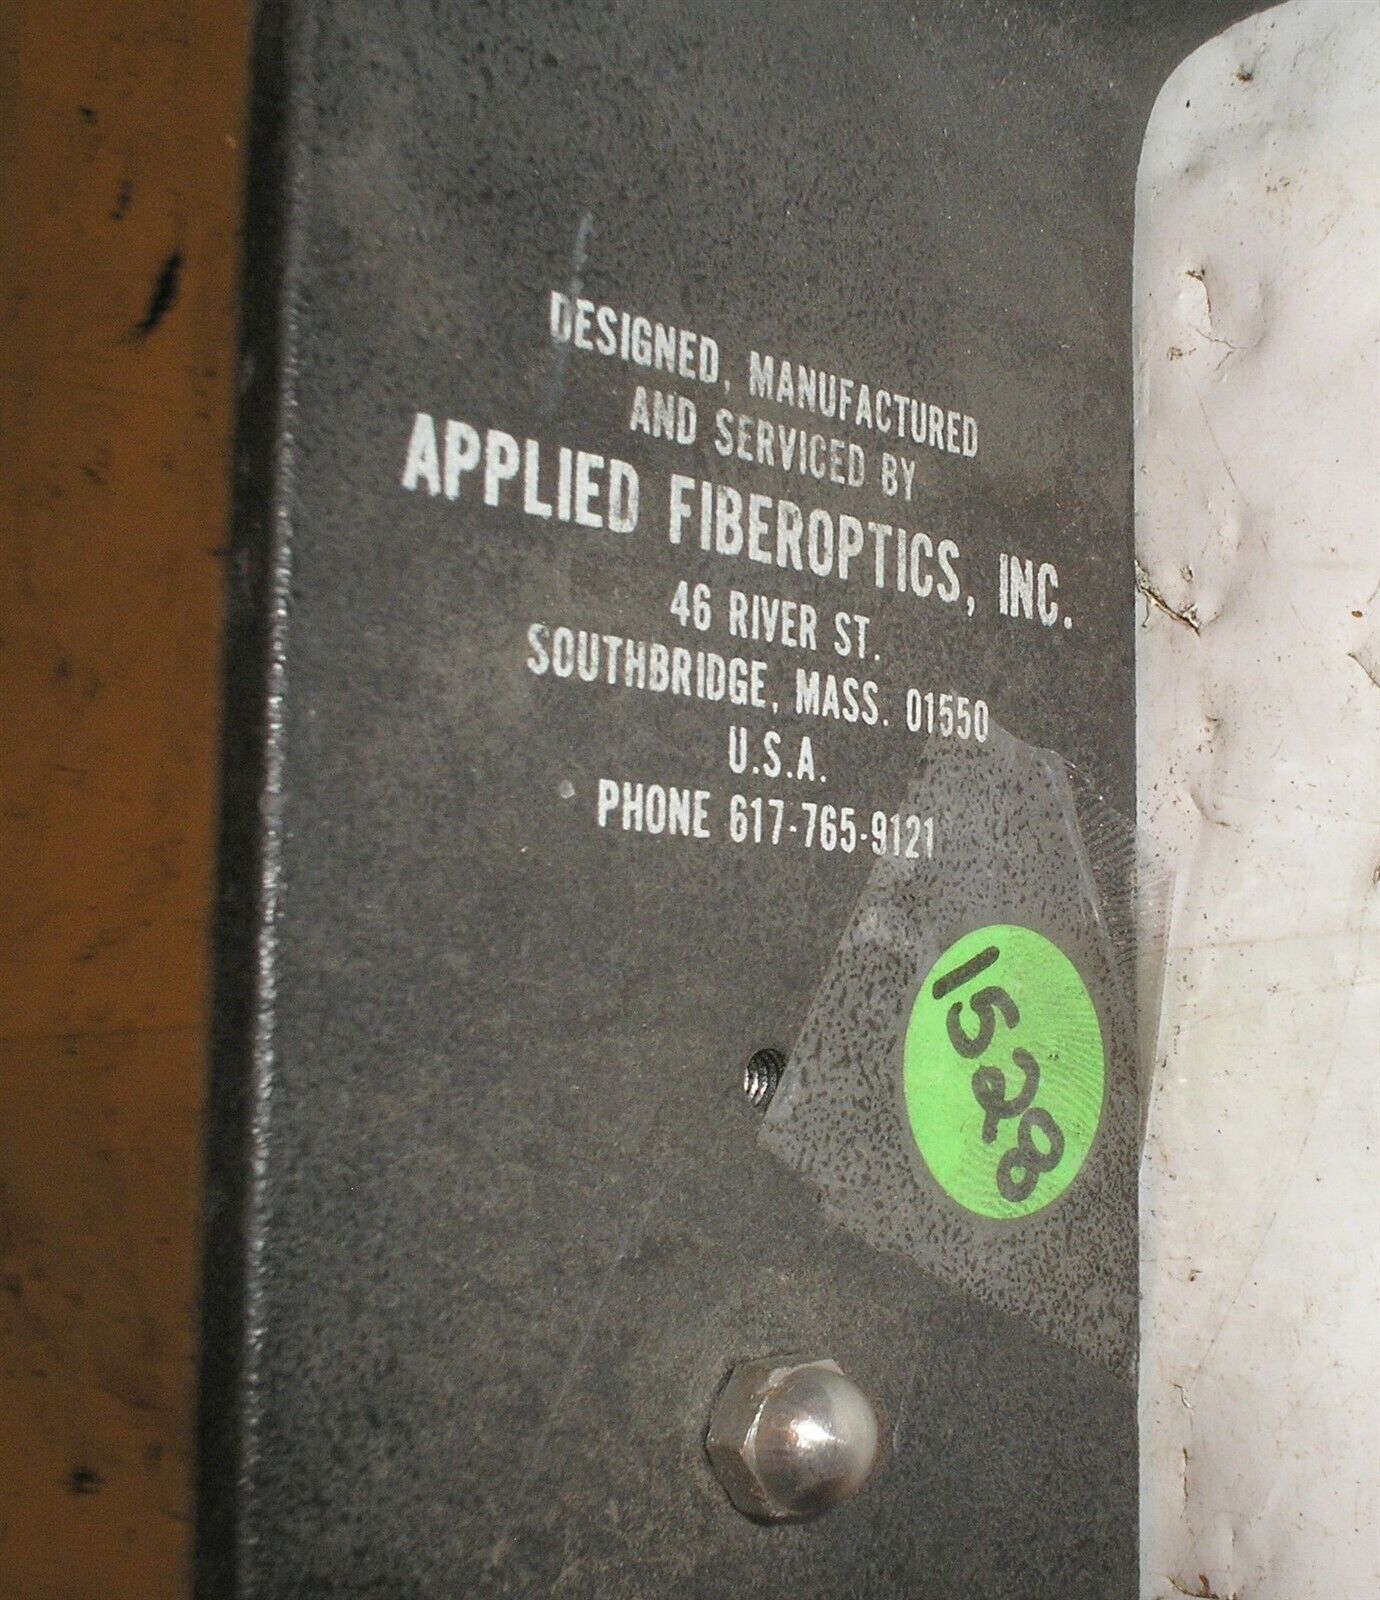 DESIGNED, MANUFACTURED
AND SERVICED BY
APPLIED FIBEROPTICS, INC.
46 RIVER ST.
SOUTHBRIDGE, MASS. 01550
U.S.A.
PHONE 617-765-9121
1528